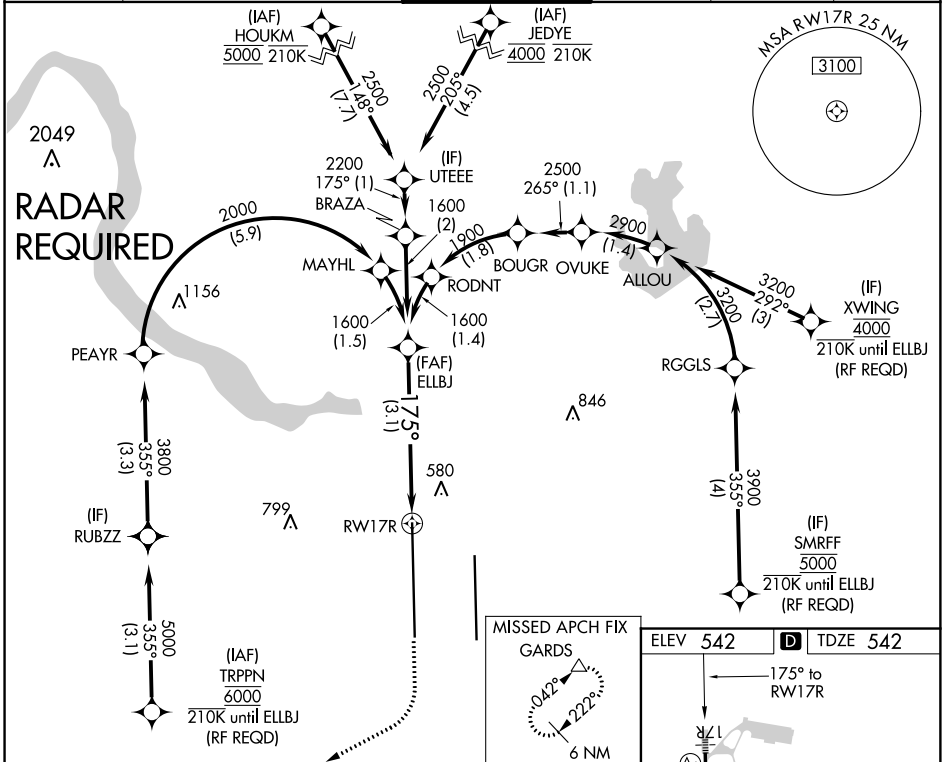 (IAF)
HOUKM
5000 210K
(IAF)
JEDYE
4000 210K
MSA RW17R 25 NM
3100
2500
148°
(7.7)
2500
205°
(4.5)
2049
RADAR
REQUIRED
2200
175° (1)
BRAZA
(IF)
UTEEE
1600
(2)
2500
265° (1.1)
2000
(5.9)
1900
(1.8)
2900
(1.4)
BOUGR
OVUKE
ALLOU
MAYHL
RODNT
1156
1600
(1.5)
1600
(1.4)
3200
(2.7)
3200
292°
(3)
(IF)
XWING
4000
210K until ELLBJ
(RF REQD)
PEAYR
(FAF)
ELLBJ
RGGLS
175°
(3.1)
846
3800
355°
(3.3)
580
3900
355°
(4)
799
(IF)
RUBZZ
RW17R
(IF)
SMRFF
5000
210K until ELLBJ
(RF REQD)
5000
355°
(3.1)
(IAF)
TRPPN
6000
210K until ELLBJ
(RF REQD)
MISSED APCH FIX
GARDS
042°
222°
6 NM
ELEV 542
D
TDZE 542
175° to
RW17R
17R
A